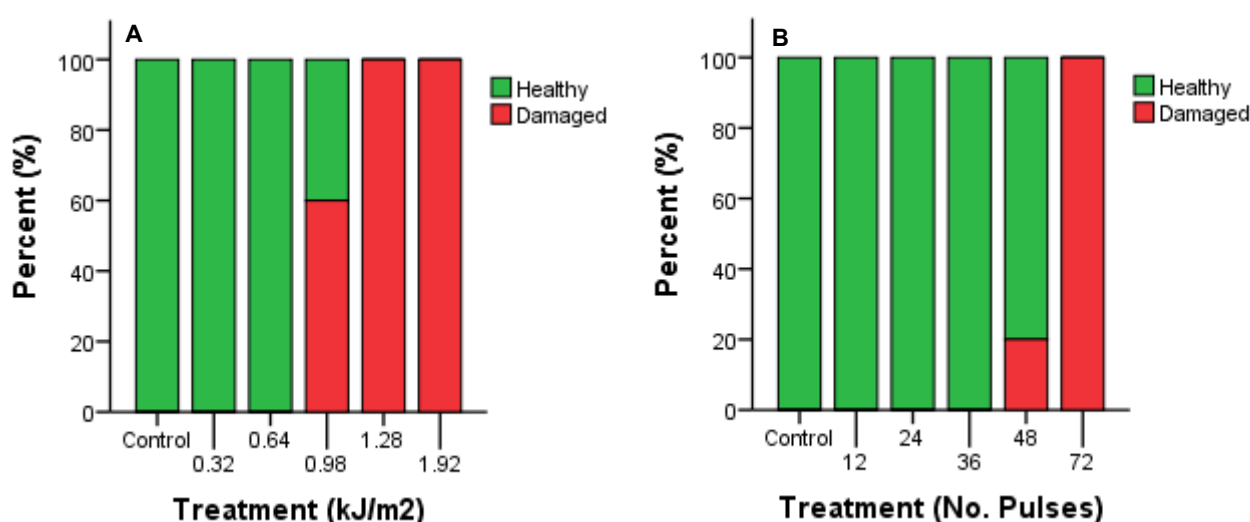 A
Percent (%)
100
80
60
40
20
0
Control
0.32
0.64
0.98
1.28
1.92
Treatment (kJ/m2)
Healthy
Damaged
B
Percent (%)
100
80
60
40
20
0
Control
12
24
36
48
72
Treatment (No. Pulses)
Healthy
Damaged